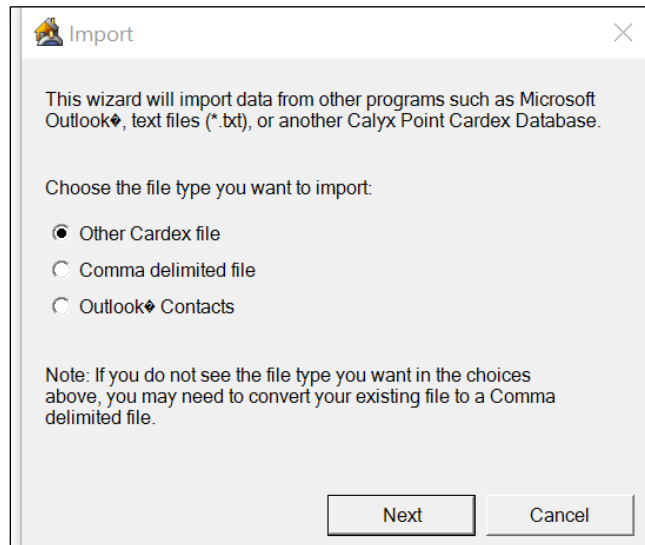 Import
This wizard will import data from other programs such as Microsoft
Outlook�, text files (*.txt), or another Calyx Point Cardex Database.
Choose the file type you want to import:
Other Cardex file
Comma delimited file
Outlook� Contacts
Note: If you do not see the file type you want in the choices
above, you may need to convert your existing file to a Comma
delimited file.
Next
Cancel